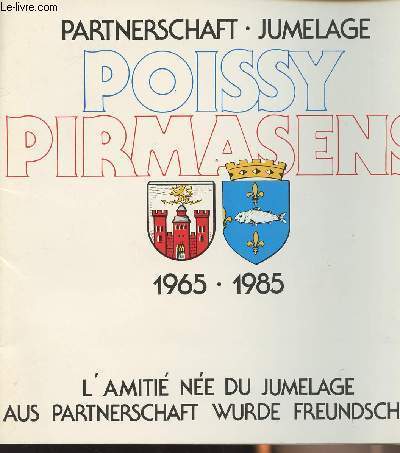 Le-livre.com
PARTNERSCHAFT · JUMELAGE
POISSY
PIRMASENS
1965 · 1985
L'AMITIÉ NÉE DU JUMELAGE
AUS PARTNERSCHAFT WURDE FREUNDSCH